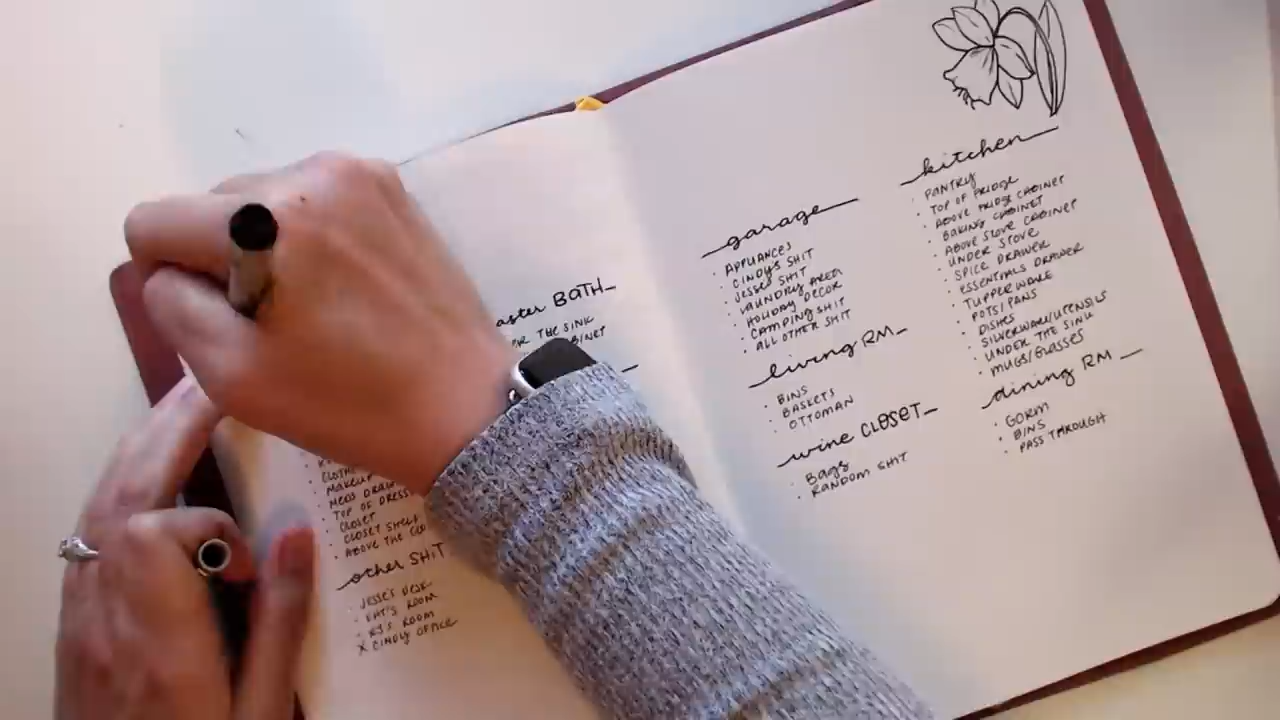 master BATH
THE SINK
CLOSET
CLOSET SHELF
ABOVE THE
TOP OF
MAKEUP
other SHIT
JESSE'S DESK
KAT'S ROOM
KY'S ROOM
X CINDY OFFICE
garage
· APPLIANCES
· CINDY'S SHIT
· JESSE'S SHIT
· LAUNDRY AREA
· HOLIDAY DECOR
· CAMPING SHIT
· ALL OTHER SHIT
living RM
· BINS
· BASKETS
· OTTOMAN
wine CLOSET
· BAGS
· RANDOM SHIT
kitchen
· PANTRY
· TOP OF FRIDGE
· ABOVE FRIDGE CABINET
· BAKING CABINET
· ABOVE STOVE CABINET
· UNDER STOVE
· SPICE DRAWER
· ESSENTIALS DRAWER
· TUPPERWARE
· POTS/PANS
· DISHES
· SILVERWARE/UTENSILS
· UNDER THE SINK
· MUGS/GLASSES
dining RM
· GORM
· BINS
· PASS THROUGH